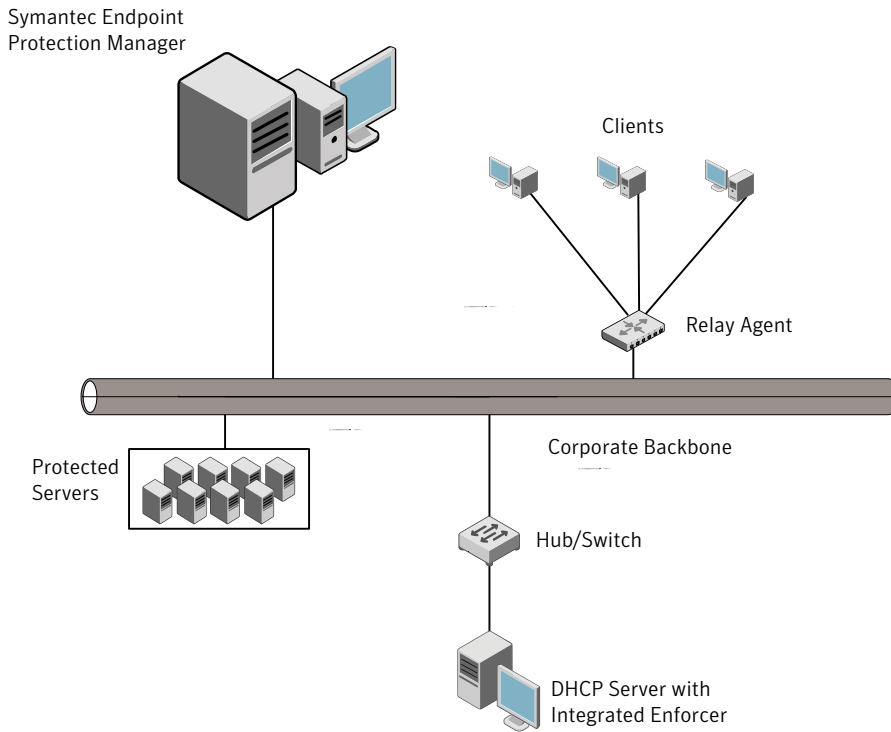 Symantec Endpoint
Protection Manager
Clients
Relay Agent
Corporate Backbone
Protected
Servers
Hub/Switch
DHCP Server with
Integrated Enforcer